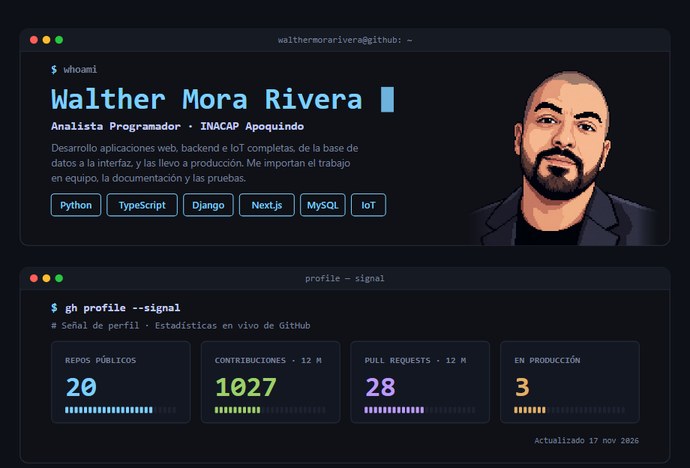 walthermorarivera@github: ~
$ whoami
Walther Mora Rivera
Analista Programador · INACAP Apoquindo
Desarrollo aplicaciones web, backend e IoT completas, de la base de
datos a la interfaz, y las llevo a producción. Me importan el trabajo
en equipo, la documentación y las pruebas.
Python TypeScript Django Next.js MySQL IoT
profile — signal
$ gh profile --signal
# Señal de perfil · Estadísticas en vivo de GitHub
REPOS PÚBLICOS CONTRIBUCIONES · 12 M PULL REQUESTS · 12 M EN PRODUCCIÓN
20 1027 28 3
Actualizado 17 nov 2026